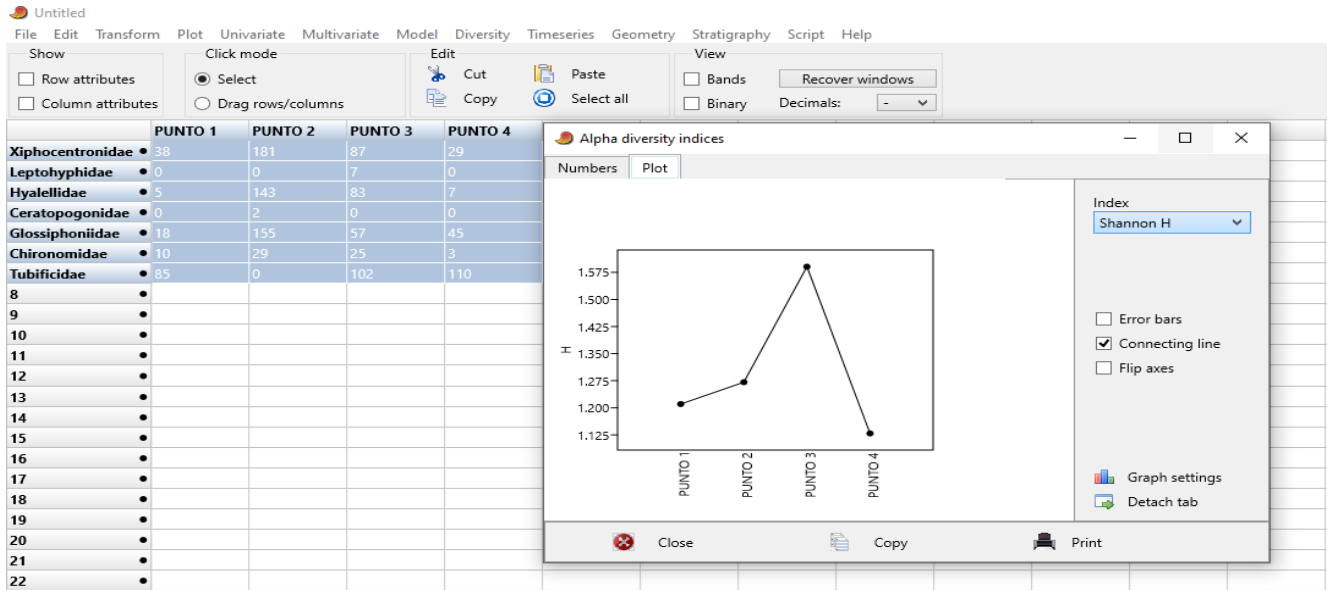 Untitled
File Edit Transform Plot Univariate Multivariate Model Diversity Timeseries Geometry Stratigraphy Script Help
Show Click mode Edit View
Row attributes Select Cut Paste Bands Recover windows
Column attributes Drag rows/columns Copy Select all Binary Decimals: -
PUNTO 1 PUNTO 2 PUNTO 3 PUNTO 4
Xiphocentronidae 38 181 87 29
Leptohyphidae 0 0 7 0
Hyalellidae 5 143 83 7
Ceratopogonidae 0 2 0 0
Glossiphoniidae 18 155 57 45
Chironomidae 10 29 25 3
Tubificidae 85 0 102 110
8
9
10
11
12
13
14
15
16
17
18
19
20
21
22
Alpha diversity indices
Numbers Plot
Index
Shannon H
1.575
1.500
1.425
1.350
1.275
1.200
1.125
H
PUNTO 1
PUNTO 2
PUNTO 3
PUNTO 4
Error bars
Connecting line
Flip axes
Graph settings
Detach tab
Close Copy Print